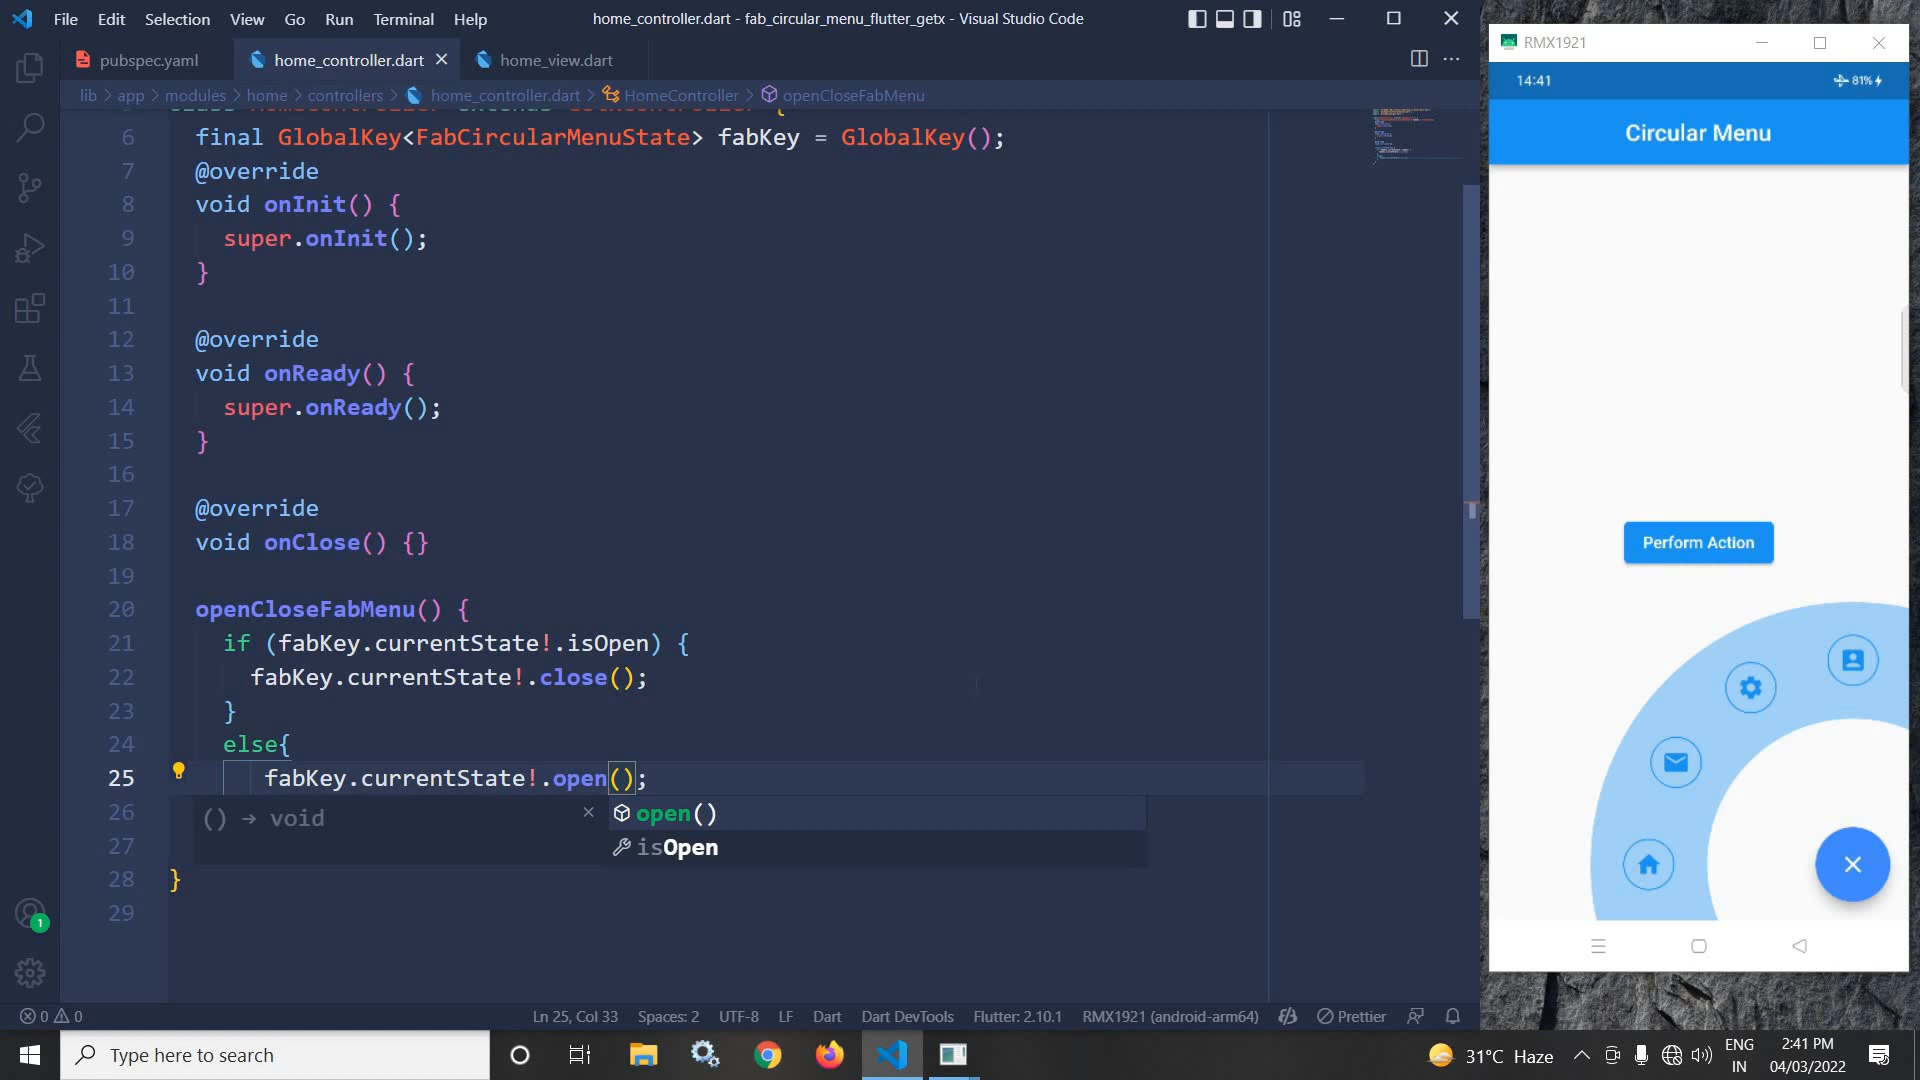 File Edit Selection View Go Run Terminal Help
home_controller.dart - fab_circular_menu_flutter_getx - Visual Studio Code
pubspec.yaml
home_controller.dart
home_view.dart
lib > app > modules > home > controllers > home_controller.dart > HomeController > openCloseFabMenu
6 final GlobalKey<FabCircularMenuState> fabKey = GlobalKey();
7 @override
8 void onInit() {
9 super.onInit();
10 }
11
12 @override
13 void onReady() {
14 super.onReady();
15 }
16
17 @override
18 void onClose() {}
19
20 openCloseFabMenu() {
21 if (fabKey.currentState!.isOpen) {
22 fabKey.currentState!.close();
23 }
24 else{
25 fabKey.currentState!.open();
26 () → void
open()
27
isOpen
28 }
29
1
0 0
Ln 25, Col 33 Spaces: 2 UTF-8 LF Dart Dart DevTools Flutter: 2.10.1 RMX1921 (android-arm64) Prettier
RMX1921
14:41
81%
Circular Menu
Perform Action
Type here to search
31°C Haze
ENG
IN
2:41 PM
04/03/2022